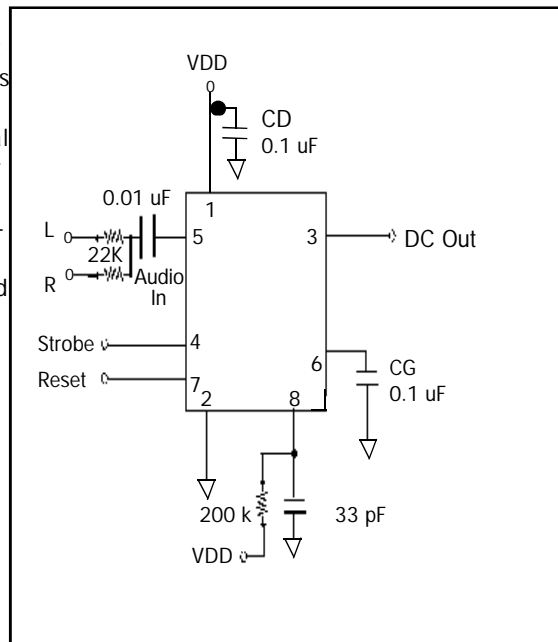 s
al
VDD
CD
0.1 uF
0.01 uF
1
L
5
3
DC Out
22K
R
Audio
In
d
Strobe
4
6
CG
0.1 uF
Reset
7
2
8
200 k
33 pF
VDD